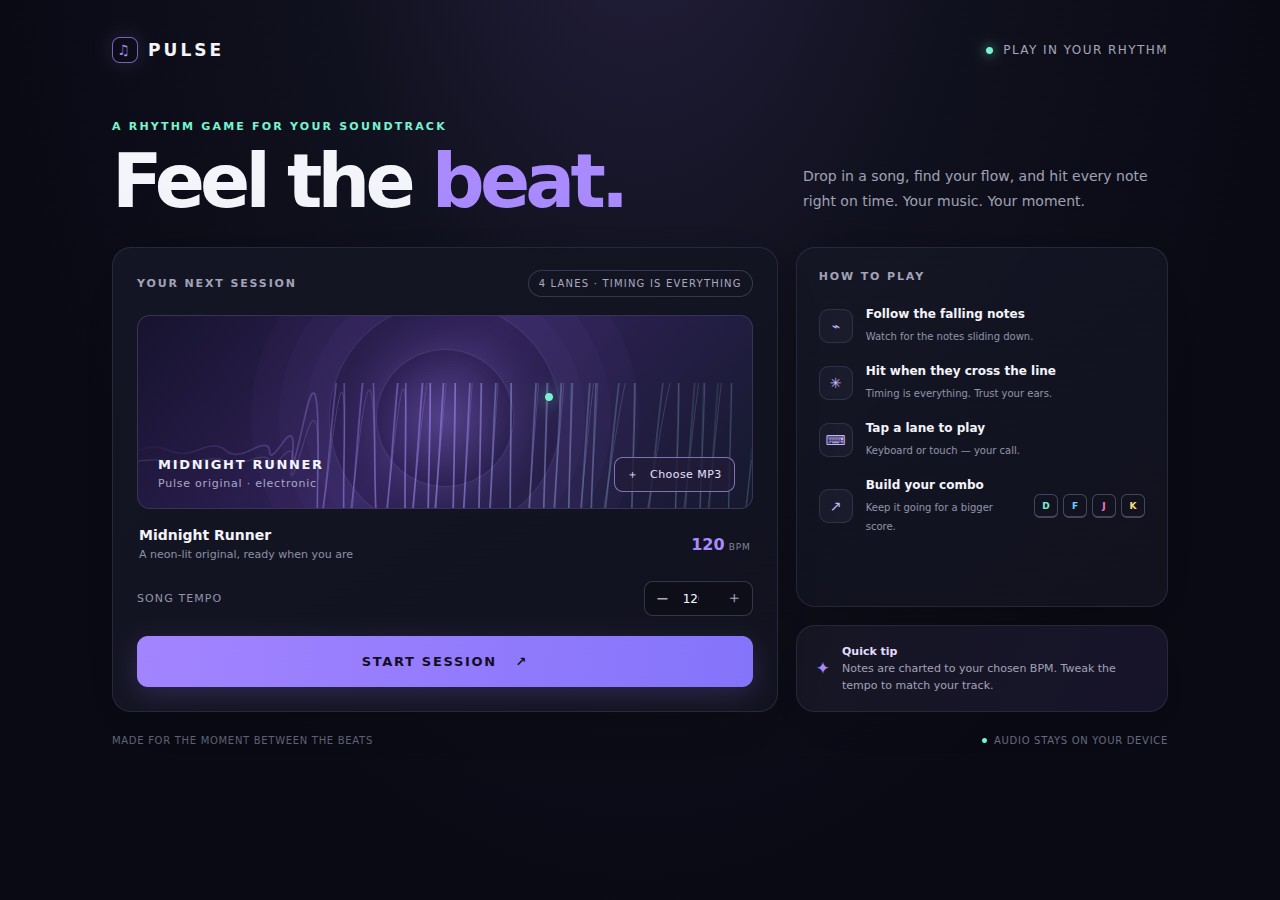 PULSE
PLAY IN YOUR RHYTHM
A RHYTHM GAME FOR YOUR SOUNDTRACK
Feel the beat.
Drop in a song, find your flow, and hit every note
right on time. Your music. Your moment.
YOUR NEXT SESSION
4 LANES · TIMING IS EVERYTHING
MIDNIGHT RUNNER
Pulse original · electronic
+ Choose MP3
Midnight Runner
A neon-lit original, ready when you are
120 BPM
SONG TEMPO
— 12 +
START SESSION ↗
HOW TO PLAY
Follow the falling notes
Watch for the notes sliding down.
Hit when they cross the line
Timing is everything. Trust your ears.
Tap a lane to play
Keyboard or touch — your call.
Build your combo
Keep it going for a bigger
score.
D F J K
Quick tip
Notes are charted to your chosen BPM. Tweak the
tempo to match your track.
MADE FOR THE MOMENT BETWEEN THE BEATS
AUDIO STAYS ON YOUR DEVICE